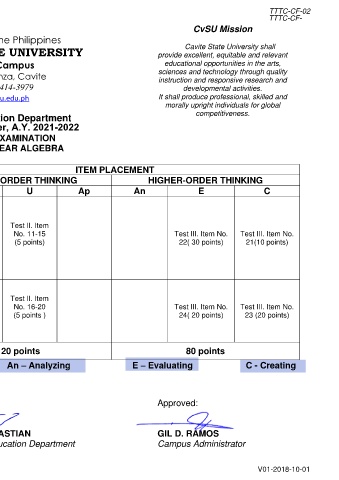 TTTC-CF-02
TTTC-CF-
he Philippines
E UNIVERSITY
Campus
nza, Cavite
414-3979
u.edu.ph
CvSU Mission
Cavite State University shall
provide excellent, equitable and relevant
educational opportunities in the arts,
sciences and technology through quality
instruction and responsive research and
developmental activities.
It shall produce professional, skilled and
morally upright individuals for global
competitiveness.
tion Department
er, A.Y. 2021-2022
EXAMINATION
EAR ALGEBRA
ITEM PLACEMENT
ORDER THINKING HIGHER-ORDER THINKING
U Ap An E C
Test II. Item
No. 11-15
(5 points)
Test III. Item No.
22( 30 points)
Test III. Item No.
21(10 points)
Test II. Item
No. 16-20
(5 points )
Test III. Item No.
24( 20 points)
Test III. Item No.
23 (20 points)
20 points 80 points
An – Analyzing E – Evaluating C - Creating
Approved:
ASTIAN
ucation Department
GIL D. RAMOS
Campus Administrator
V01-2018-10-01